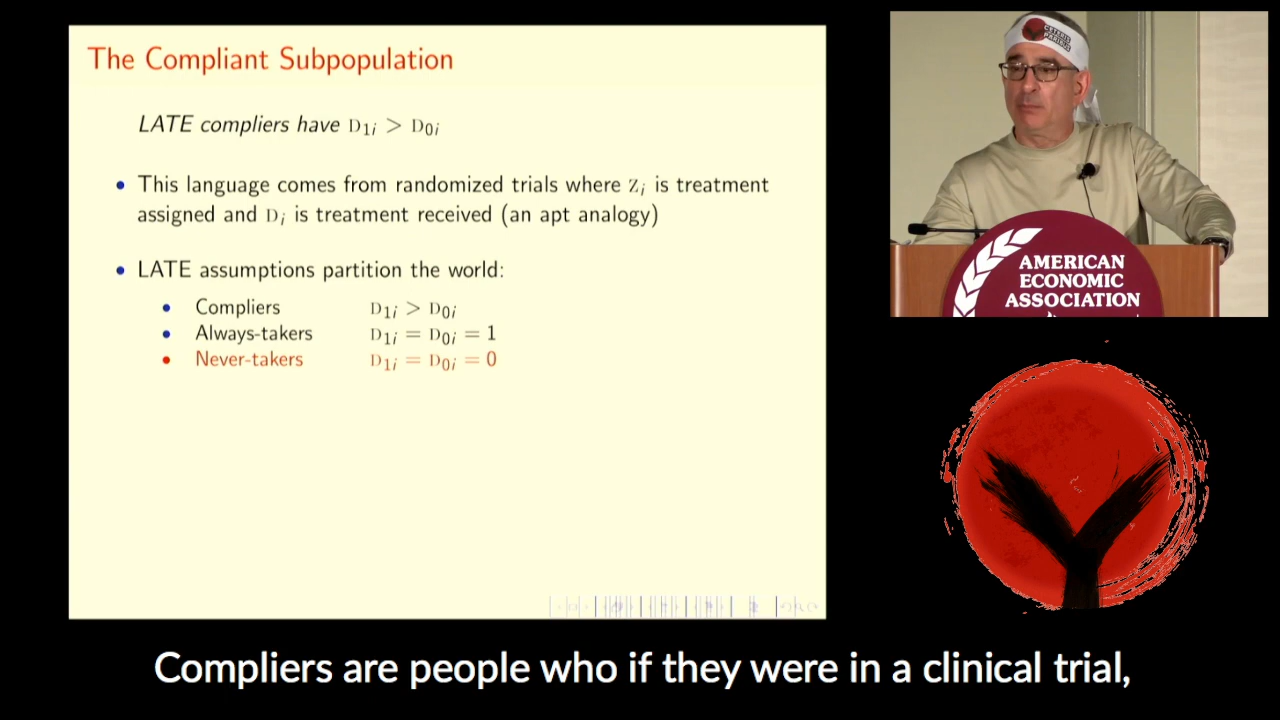 The Compliant Subpopulation
LATE compliers have D₁ᵢ > D₀ᵢ
• This language comes from randomized trials where Zᵢ is treatment
assigned and Dᵢ is treatment received (an apt analogy)
• LATE assumptions partition the world:
• Compliers D₁ᵢ > D₀ᵢ
• Always-takers D₁ᵢ = D₀ᵢ = 1
• Never-takers D₁ᵢ = D₀ᵢ = 0
CETERIS
PARIBUS
AMERICAN
ECONOMIC
ASSOCIATION
Compliers are people who if they were in a clinical trial,